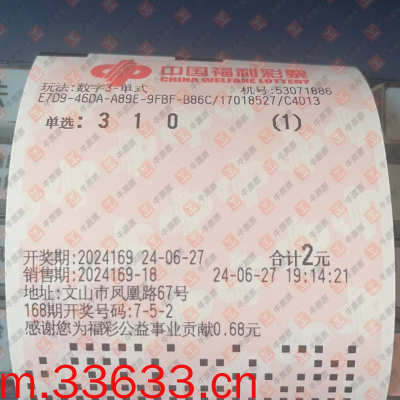 中国福利彩票
CHINA WELFARE LOTTERY
玩法:数字3-单式 机号:53071886
E7D9-46DA-A89E-9FBF-B86C/17018527/C4013
单选: 3 1 0 (1)
开奖期:2024169 24-06-27 合计2元
销售期:2024169-18 24-06-27 19:14:21
地址:文山市凤凰路67号
168期开奖号码:7-5-2
感谢您为福彩公益事业贡献0.68元
m.33633.cn